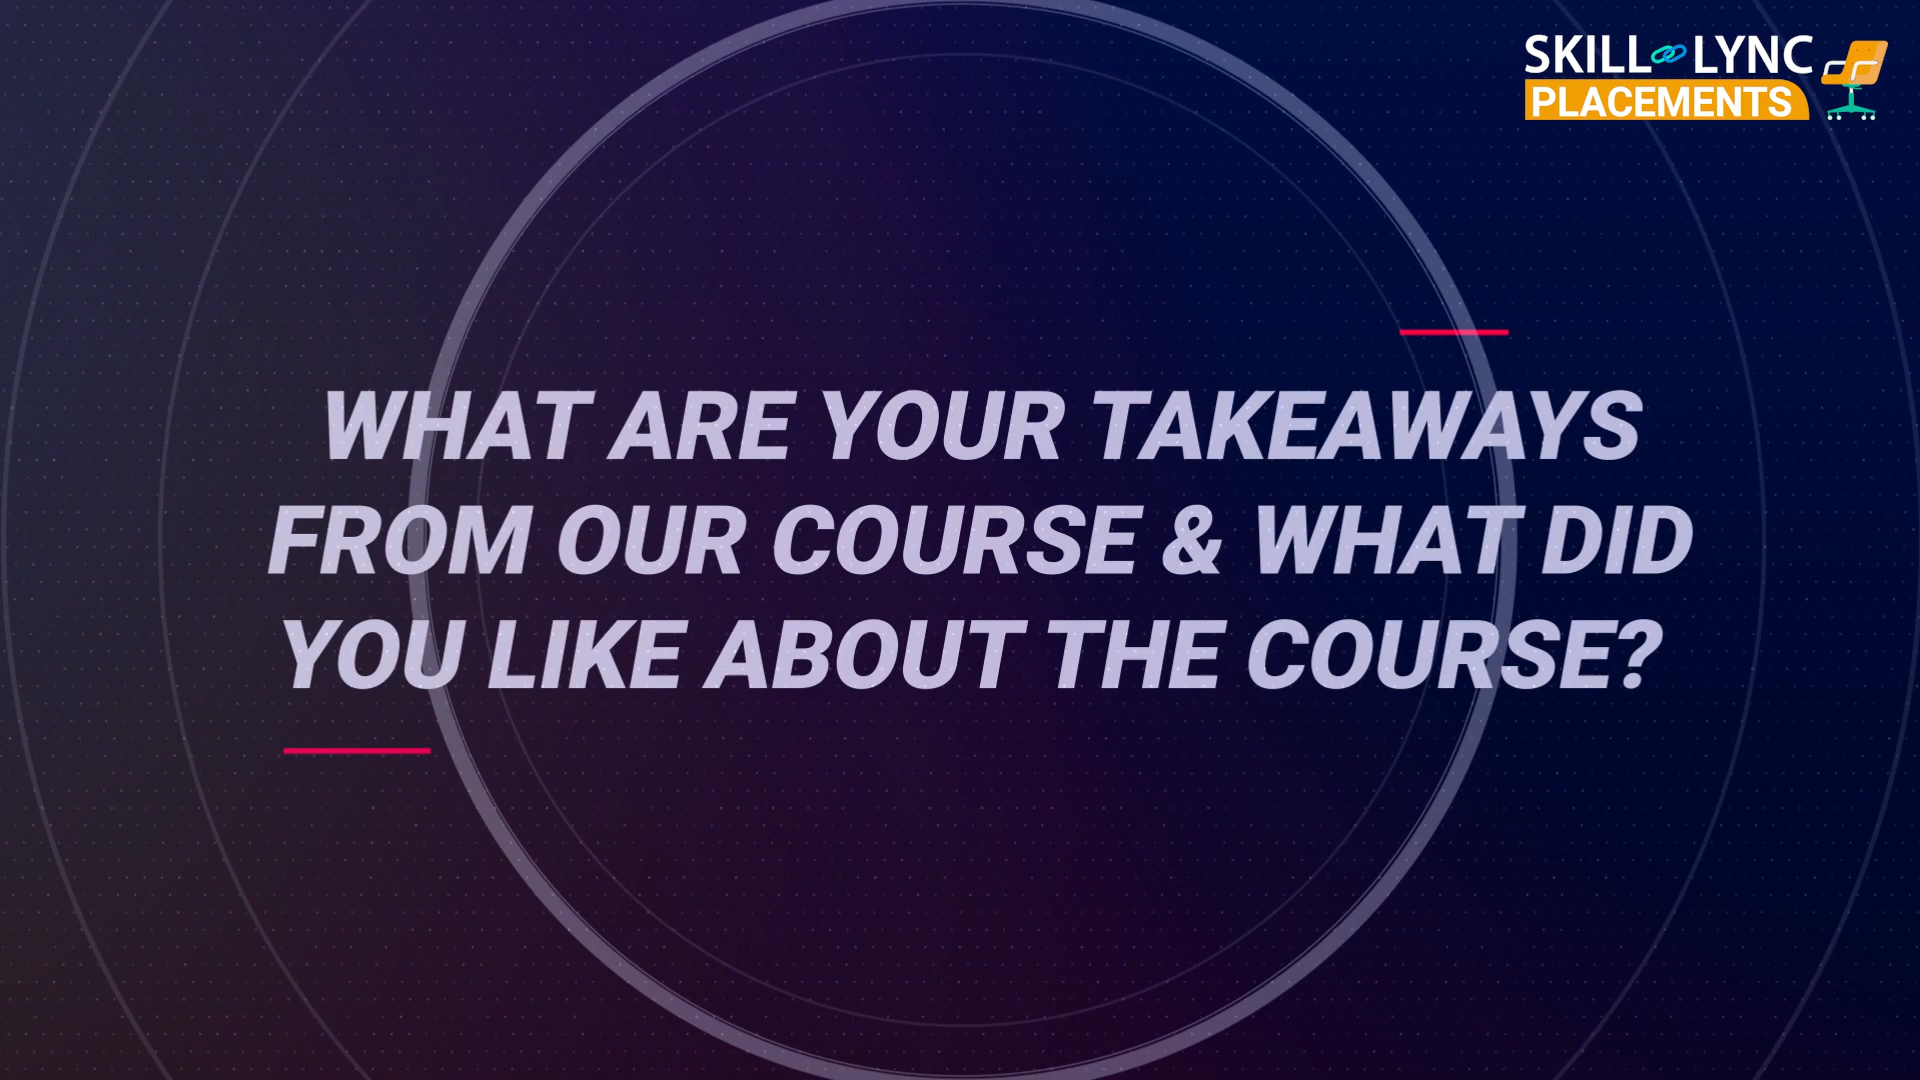 SKILL LYNC
PLACEMENTS
WHAT ARE YOUR TAKEAWAYS
FROM OUR COURSE & WHAT DID
YOU LIKE ABOUT THE COURSE?